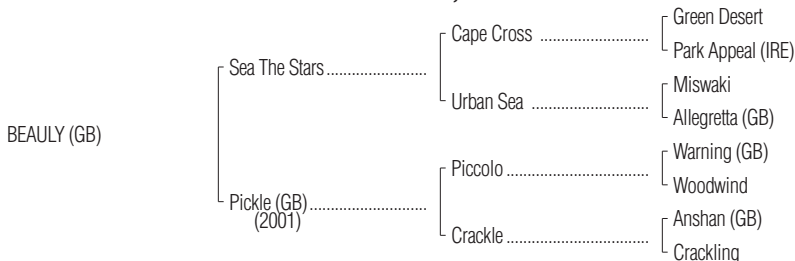 Green Desert
Cape Cross ............................
Park Appeal (IRE)
Sea The Stars.........................
Miswaki
Urban Sea ..............................
Allegretta (GB)
BEAULY (GB)
Warning (GB)
Piccolo ....................................
Woodwind
Pickle (GB).............................
(2001)
Anshan (GB)
Crackle ....................................
Crackling